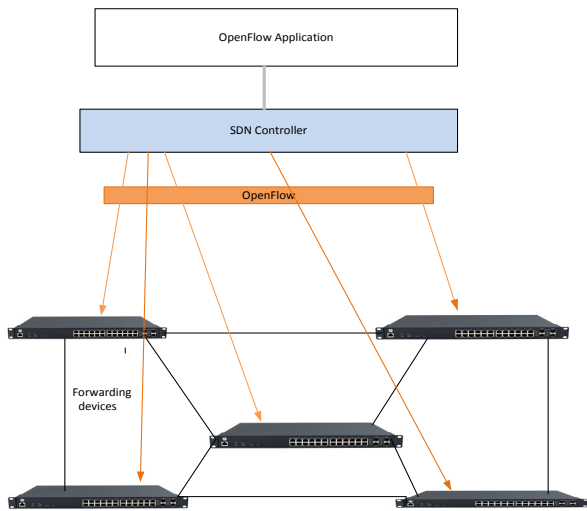 OpenFlow Application
SDN Controller
OpenFlow
Forwarding
devices